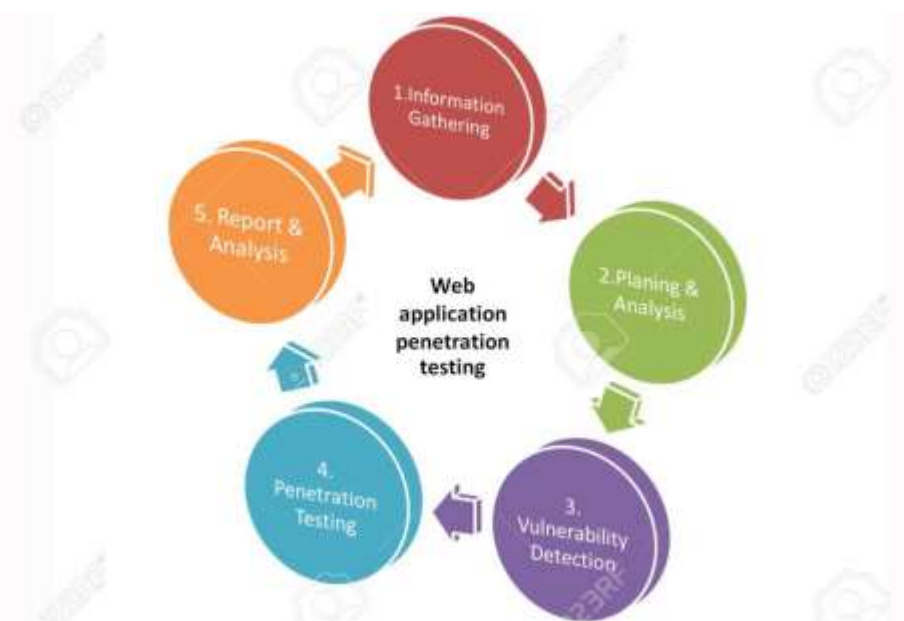 1.Information
Gathering
2.Planing &
Analysis
3.
Vulnerability
Detection
4.
Penetration
Testing
5. Report &
Analysis
Web
application
penetration
testing